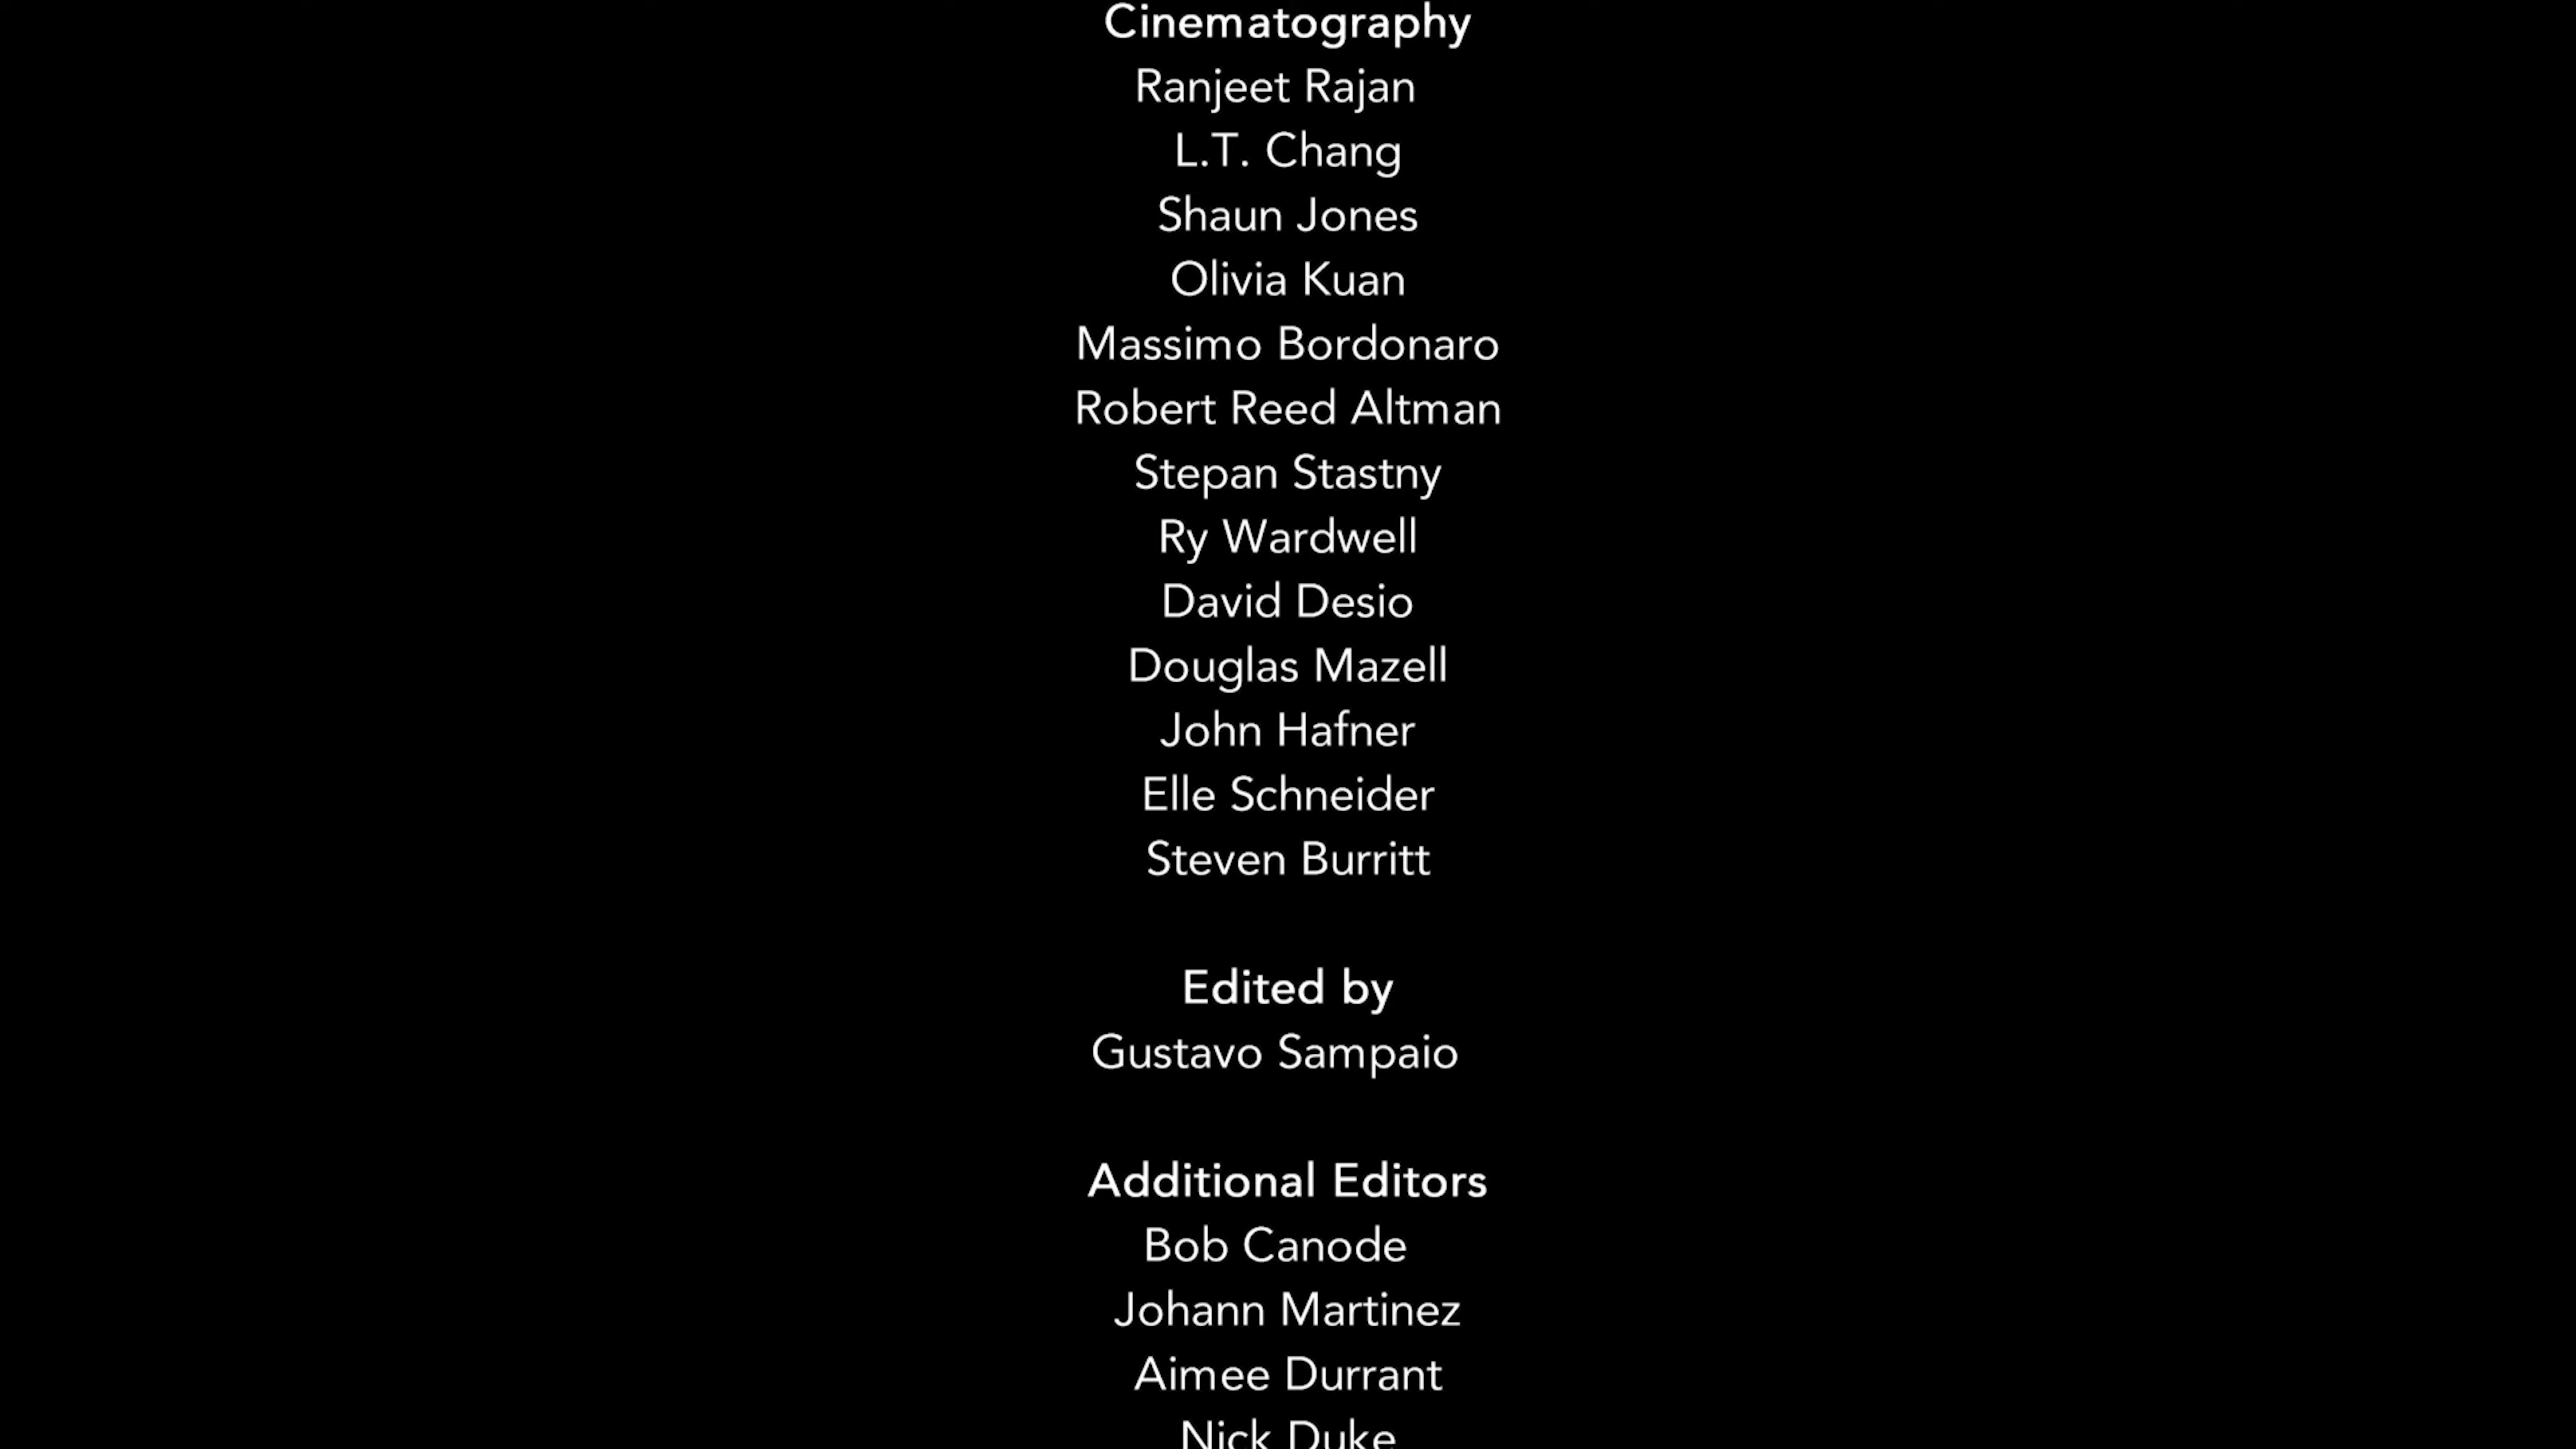 Cinematography
Ranjeet Rajan
L.T. Chang
Shaun Jones
Olivia Kuan
Massimo Bordonaro
Robert Reed Altman
Stepan Stastny
Ry Wardwell
David Desio
Douglas Mazell
John Hafner
Elle Schneider
Steven Burritt
Edited by
Gustavo Sampaio
Additional Editors
Bob Canode
Johann Martinez
Aimee Durrant
Nick Duke